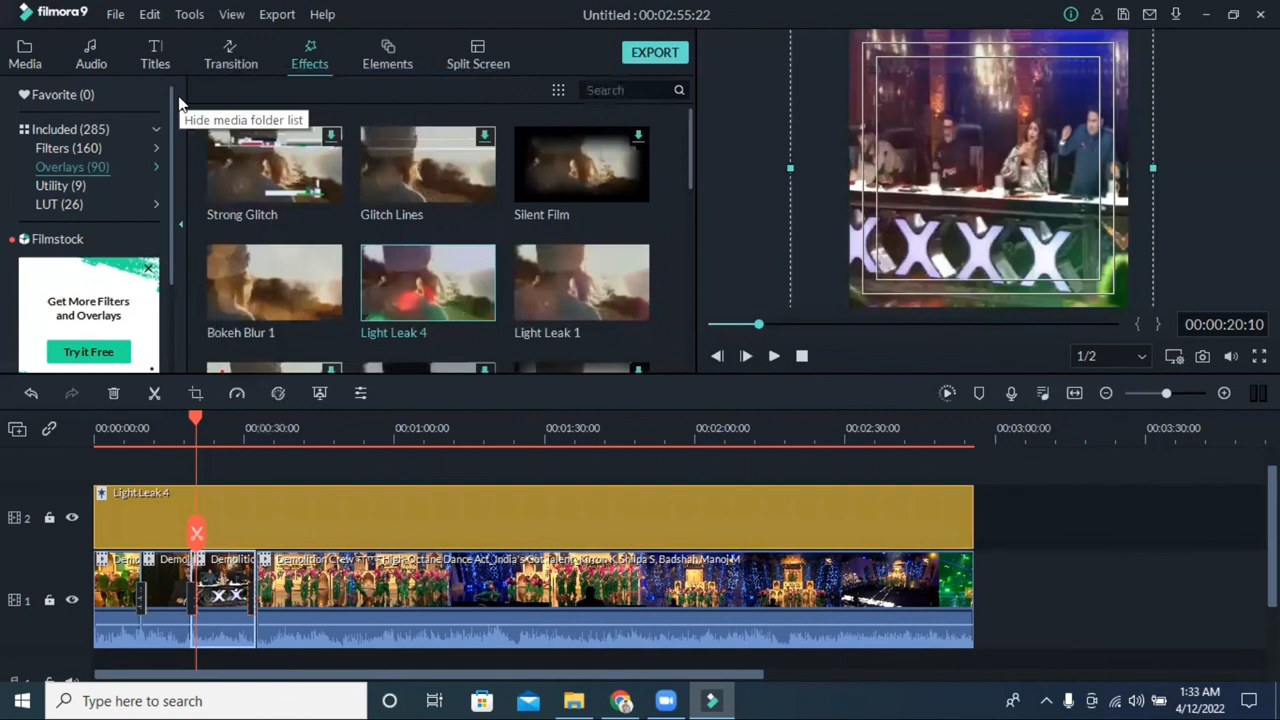 filmora9 File Edit Tools View Export Help Untitled : 00:02:55:22
Media Audio Titles Transition Effects Elements Split Screen EXPORT
Favorite (0)
Search
Hide media folder list
Included (285)
Filters (160)
Overlays (90)
Utility (9)
LUT (26)
Filmstock
Get More Filters
and Overlays
Try it Free
Strong Glitch Glitch Lines Silent Film
Bokeh Blur 1 Light Leak 4 Light Leak 1
XXX
00:00:20:10
1/2
00:00:00:00 00:00:30:00 00:01:00:00 00:01:30:00 00:02:00:00 00:02:30:00 00:03:00:00 00:03:30:00
Light Leak 4
2
Demo Demolitio
1
Type here to search
1:33 AM
4/12/2022